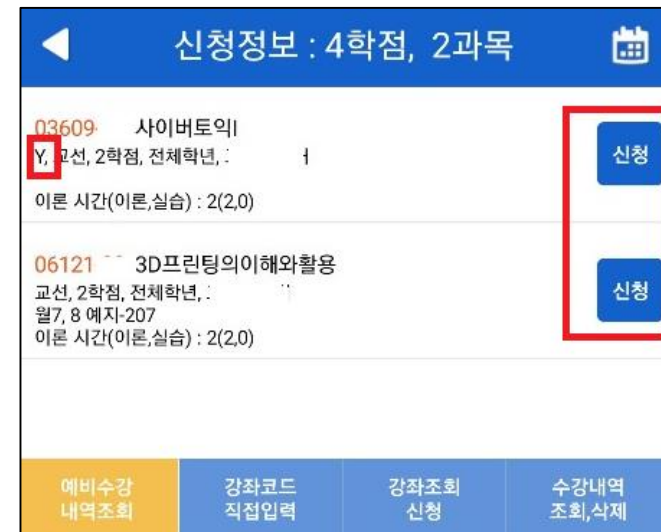 신청정보 : 4학점, 2과목
03609 사이버토익I
Y, 교선, 2학점, 전체학년,
신청
이론 시간(이론,실습) : 2(2,0)
06121 3D프린팅의이해와활용
교선, 2학점, 전체학년,
신청
월7, 8 예지-207
이론 시간(이론,실습) : 2(2,0)
예비수강 강좌코드 강좌조회 수강내역
내역조회 직접입력 신청 조회,삭제